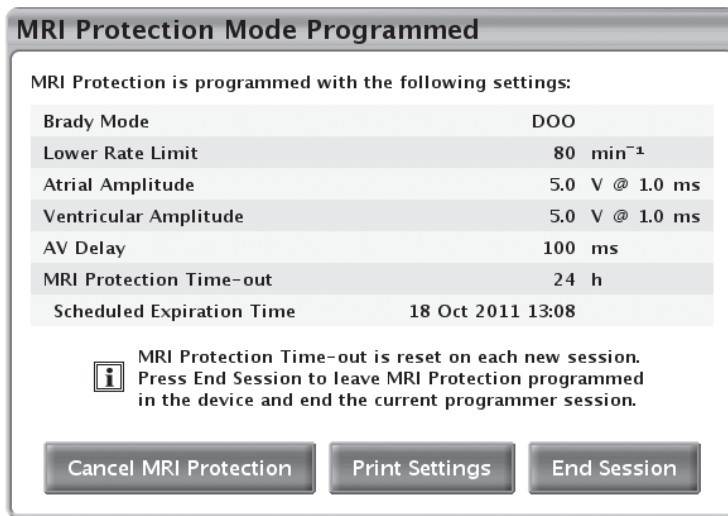 MRI Protection Mode Programmed
MRI Protection is programmed with the following settings:
Brady Mode DOO
Lower Rate Limit 80 min⁻¹
Atrial Amplitude 5.0 V @ 1.0 ms
Ventricular Amplitude 5.0 V @ 1.0 ms
AV Delay 100 ms
MRI Protection Time-out 24 h
Scheduled Expiration Time 18 Oct 2011 13:08
MRI Protection Time-out is reset on each new session.
Press End Session to leave MRI Protection programmed
in the device and end the current programmer session.
Cancel MRI Protection Print Settings End Session